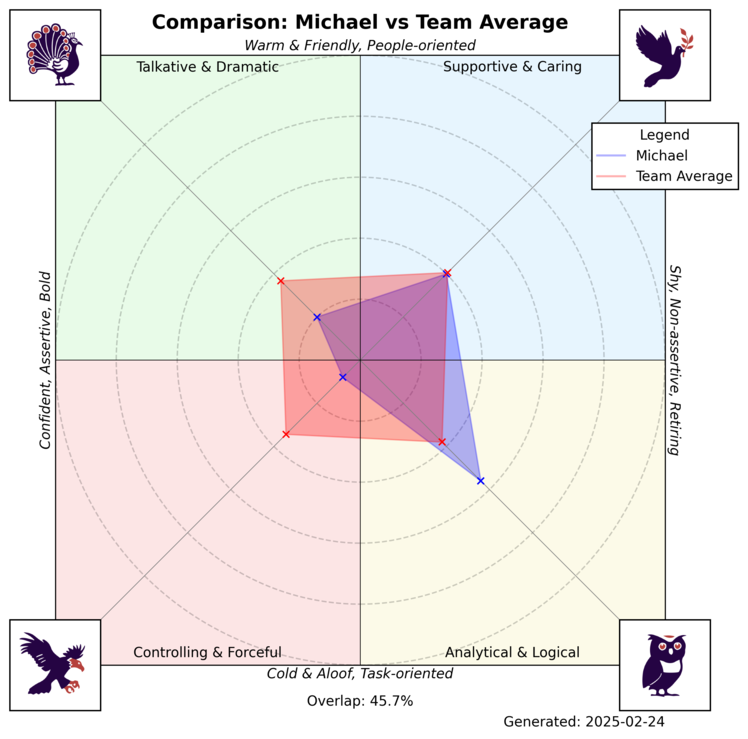 Comparison: Michael vs Team Average
Warm & Friendly, People-oriented
Talkative & Dramatic
Supportive & Caring
Legend
Michael
Team Average
Confident, Assertive, Bold
Shy, Non-assertive, Retiring
Controlling & Forceful
Analytical & Logical
Cold & Aloof, Task-oriented
Overlap: 45.7%
Generated: 2025-02-24